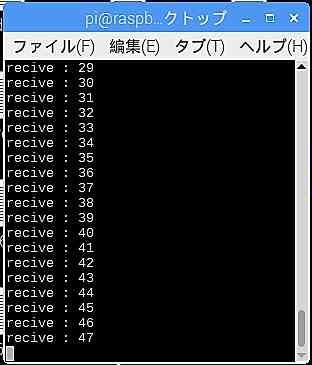 pi@raspb...クトップ
ファイル(F) 編集(E) タブ(T) ヘルプ(H)
recive : 29
recive : 30
recive : 31
recive : 32
recive : 33
recive : 34
recive : 35
recive : 36
recive : 37
recive : 38
recive : 39
recive : 40
recive : 41
recive : 42
recive : 43
recive : 44
recive : 45
recive : 46
recive : 47